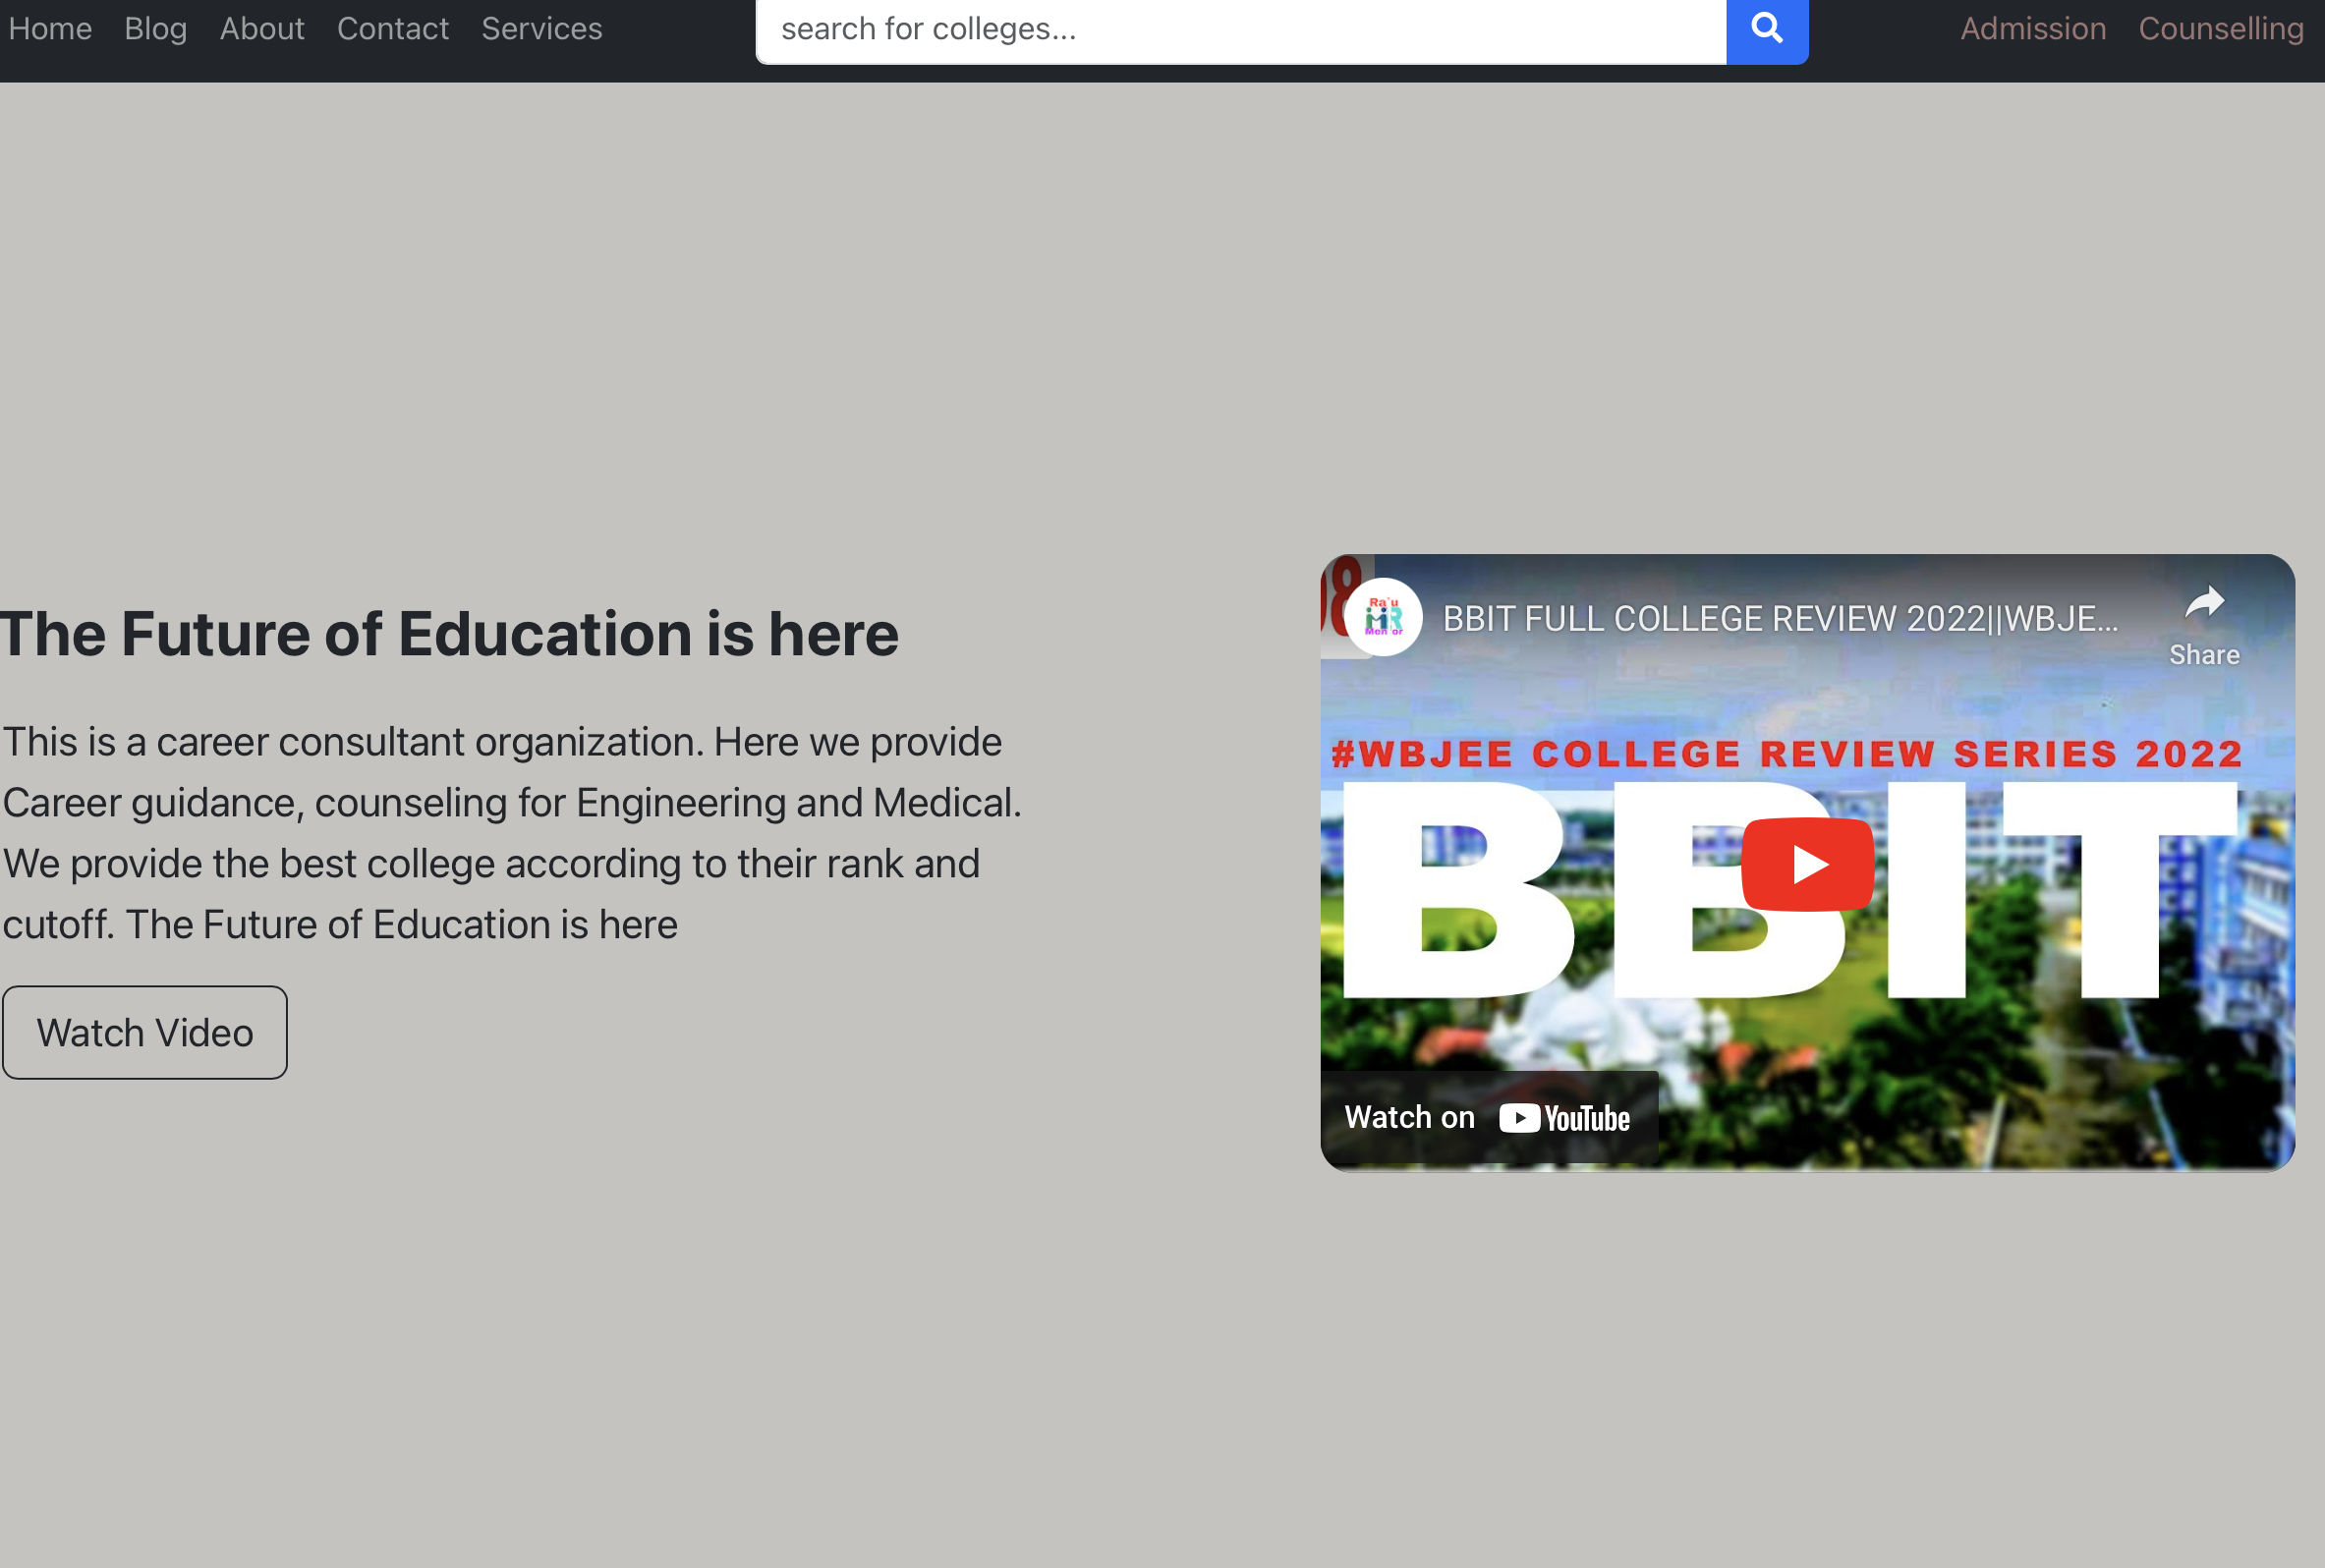 Home Blog About Contact Services search for colleges... Admission Counselling
The Future of Education is here
This is a career consultant organization. Here we provide
Career guidance, counseling for Engineering and Medical.
We provide the best college according to their rank and
cutoff. The Future of Education is here
Watch Video
BBIT FULL COLLEGE REVIEW 2022||WBJE...
Share
#WBJEE COLLEGE REVIEW SERIES 2022
BBIT
Watch on YouTube